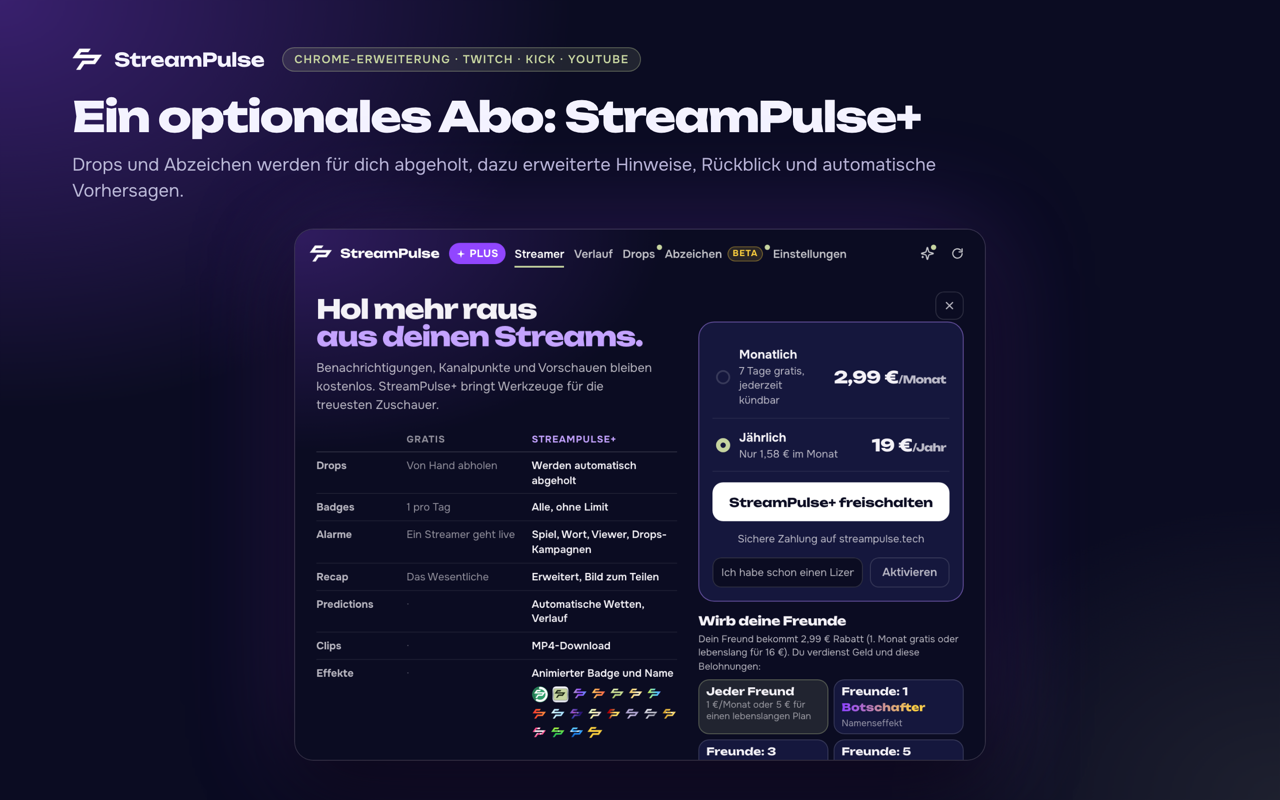 StreamPulse
CHROME-ERWEITERUNG · TWITCH · KICK · YOUTUBE
Ein optionales Abo: StreamPulse+
Drops und Abzeichen werden für dich abgeholt, dazu erweiterte Hinweise, Rückblick und automatische
Vorhersagen.
StreamPulse
PLUS
Streamer
Verlauf
Drops
Abzeichen
BETA
Einstellungen
Hol mehr raus
aus deinen Streams.
Benachrichtigungen, Kanalpunkte und Vorschauen bleiben
kostenlos. StreamPulse+ bringt Werkzeuge für die
treuesten Zuschauer.
GRATIS
STREAMPULSE+
Drops
Von Hand abholen
Werden automatisch
abgeholt
Badges
1 pro Tag
Alle, ohne Limit
Alarme
Ein Streamer geht live
Spiel, Wort, Viewer, Drops-
Kampagnen
Recap
Das Wesentliche
Erweitert, Bild zum Teilen
Predictions
·
Automatische Wetten,
Verlauf
Clips
·
MP4-Download
Effekte
·
Animierter Badge und Name
Monatlich
7 Tage gratis,
jederzeit
kündbar
2,99 €/Monat
Jährlich
Nur 1,58 € im Monat
19 €/Jahr
StreamPulse+ freischalten
Sichere Zahlung auf streampulse.tech
Ich habe schon einen Lizer
Aktivieren
Wirb deine Freunde
Dein Freund bekommt 2,99 € Rabatt (1. Monat gratis oder
lebenslang für 16 €). Du verdienst Geld und diese
Belohnungen:
Jeder Freund
1 €/Monat oder 5 € für
einen lebenslangen Plan
Freunde: 1
Botschafter
Namenseffekt
Freunde: 3
Freunde: 5